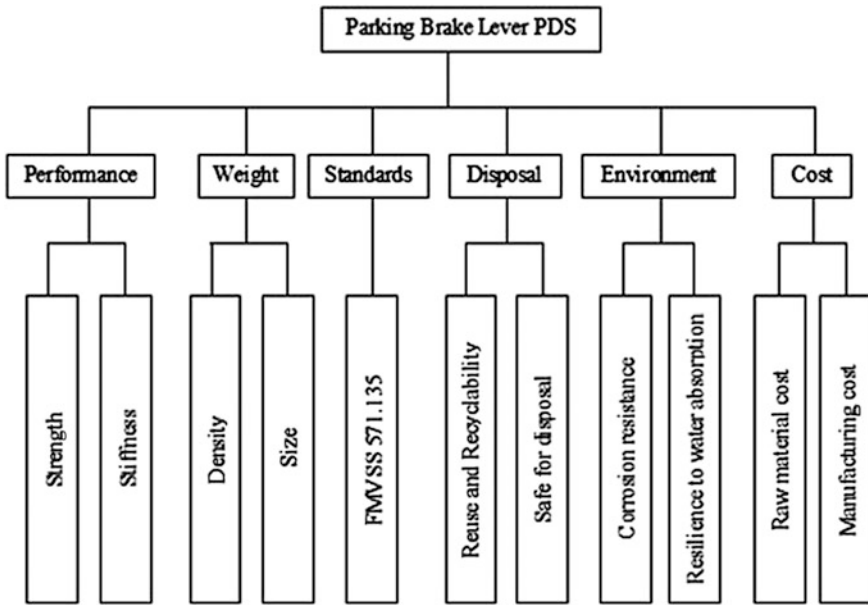 Parking Brake Lever PDS
Performance
Weight
Standards
Disposal
Environment
Cost
Strength
Stiffness
Density
Size
FMVSS 571.135
Reuse and Recyclability
Safe for disposal
Corrosion resistance
Resilience to water absorption
Raw material cost
Manufacturing cost